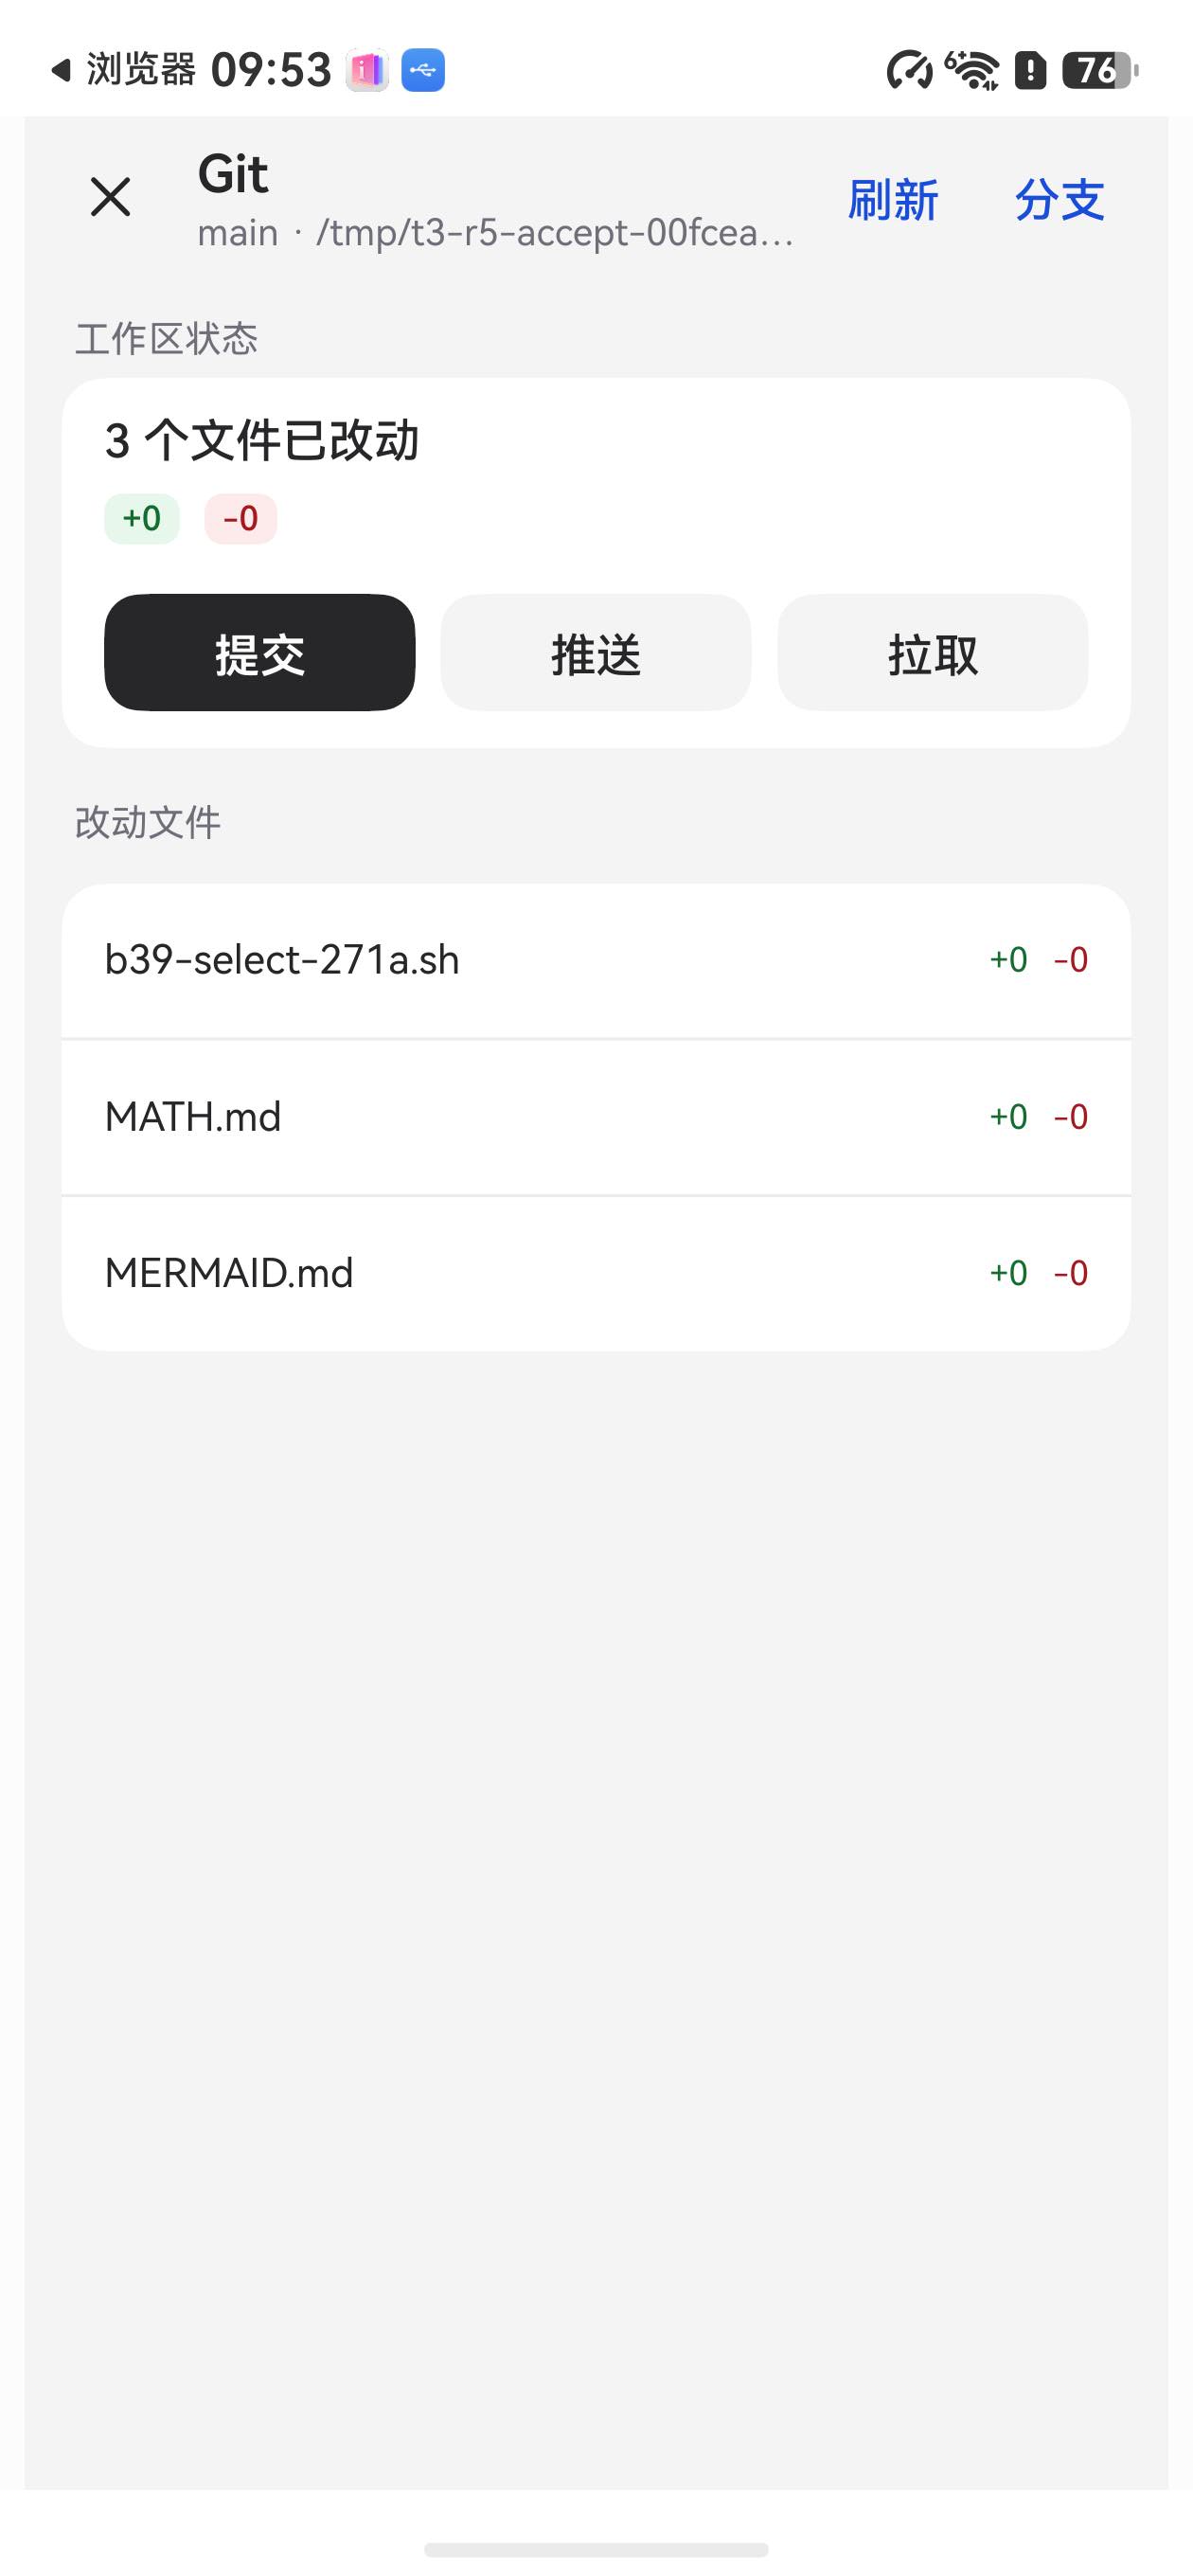 浏览器 09:53 76
Git
main · /tmp/t3-r5-accept-00fcea...
刷新 分支
工作区状态
3 个文件已改动
+0 -0
提交 推送 拉取
改动文件
b39-select-271a.sh +0 -0
MATH.md +0 -0
MERMAID.md +0 -0